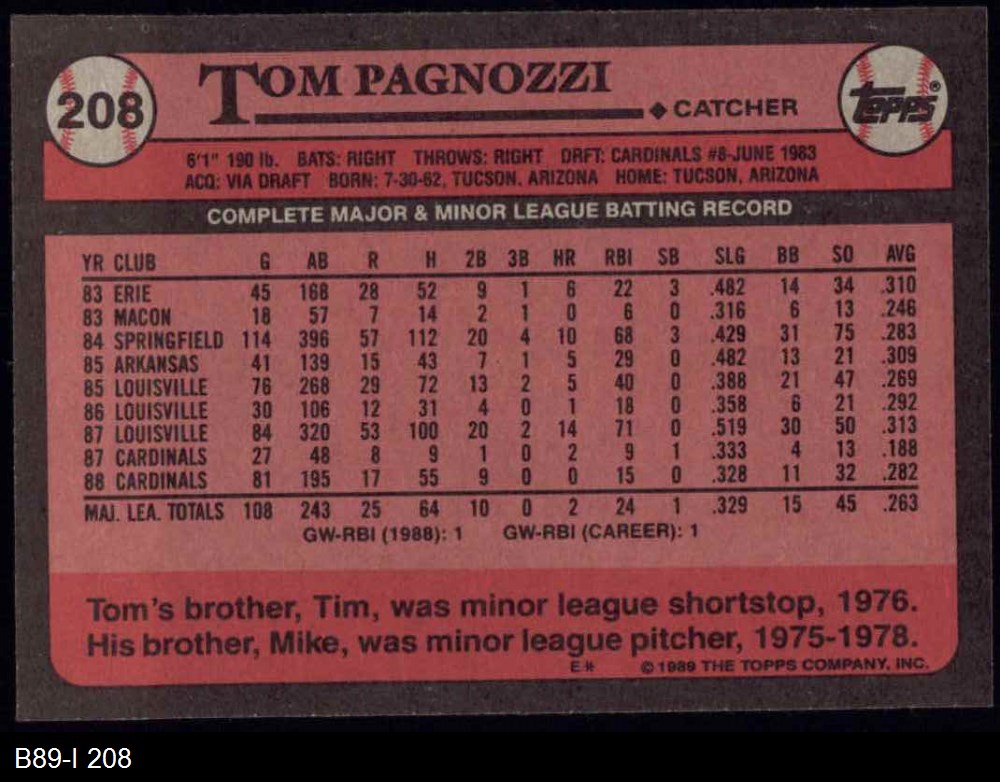 208
TOM PAGNOZZI
◆ CATCHER
topps®
6'1" 190 lb. BATS: RIGHT THROWS: RIGHT DRFT: CARDINALS #8-JUNE 1983
ACQ: VIA DRAFT BORN: 7-30-62, TUCSON, ARIZONA HOME: TUCSON, ARIZONA
COMPLETE MAJOR & MINOR LEAGUE BATTING RECORD
YR CLUB G AB R H 2B 3B HR RBI SB SLG BB SO AVG
83 ERIE 45 168 28 52 9 1 6 22 3 .482 14 34 .310
83 MACON 18 57 7 14 2 1 0 6 0 .316 6 13 .246
84 SPRINGFIELD 114 396 57 112 20 4 10 68 3 .429 31 75 .283
85 ARKANSAS 41 139 15 43 7 1 5 29 0 .482 13 21 .309
85 LOUISVILLE 76 268 29 72 13 2 5 40 0 .388 21 47 .269
86 LOUISVILLE 30 106 12 31 4 0 1 18 0 .358 6 21 .292
87 LOUISVILLE 84 320 53 100 20 2 14 71 0 .519 30 50 .313
87 CARDINALS 27 48 8 9 1 0 2 9 1 .333 4 13 .188
88 CARDINALS 81 195 17 55 9 0 0 15 0 .328 11 32 .282
MAJ. LEA. TOTALS 108 243 25 64 10 0 2 24 1 .329 15 45 .263
GW-RBI (1988): 1 GW-RBI (CAREER): 1
Tom's brother, Tim, was minor league shortstop, 1976.
His brother, Mike, was minor league pitcher, 1975-1978.
E* © 1989 THE TOPPS COMPANY, INC.
B89-I 208